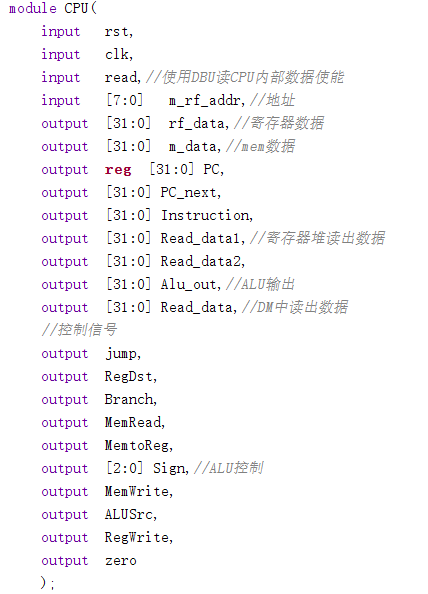 module CPU(
input rst,
input clk,
input read,//使用DBU读CPU内部数据使能
input [7:0] m_rf_addr,//地址
output [31:0] rf_data,//寄存器数据
output [31:0] m_data,//mem数据
output reg [31:0] PC,
output [31:0] PC_next,
output [31:0] Instruction,
output [31:0] Read_data1,//寄存器堆读出数据
output [31:0] Read_data2,
output [31:0] Alu_out,//ALU输出
output [31:0] Read_data,//DM中读出数据
//控制信号
output jump,
output RegDst,
output Branch,
output MemRead,
output MemtoReg,
output [2:0] Sign,//ALU控制
output MemWrite,
output ALUSrc,
output RegWrite,
output zero
);